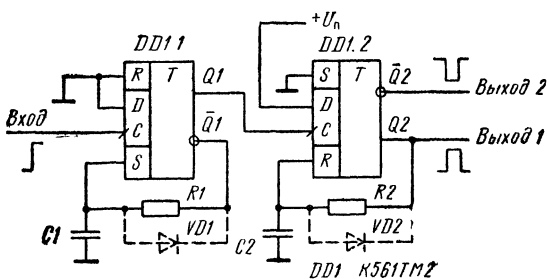 +Uп
DD1.1
DD1.2
R T Q1
D
C Q̅1
S
S T Q̅2
D
C Q2
R
Вход
Выход 2
Выход 1
R1
VD1
C1
R2
VD2
C2
DD1 К561ТМ2